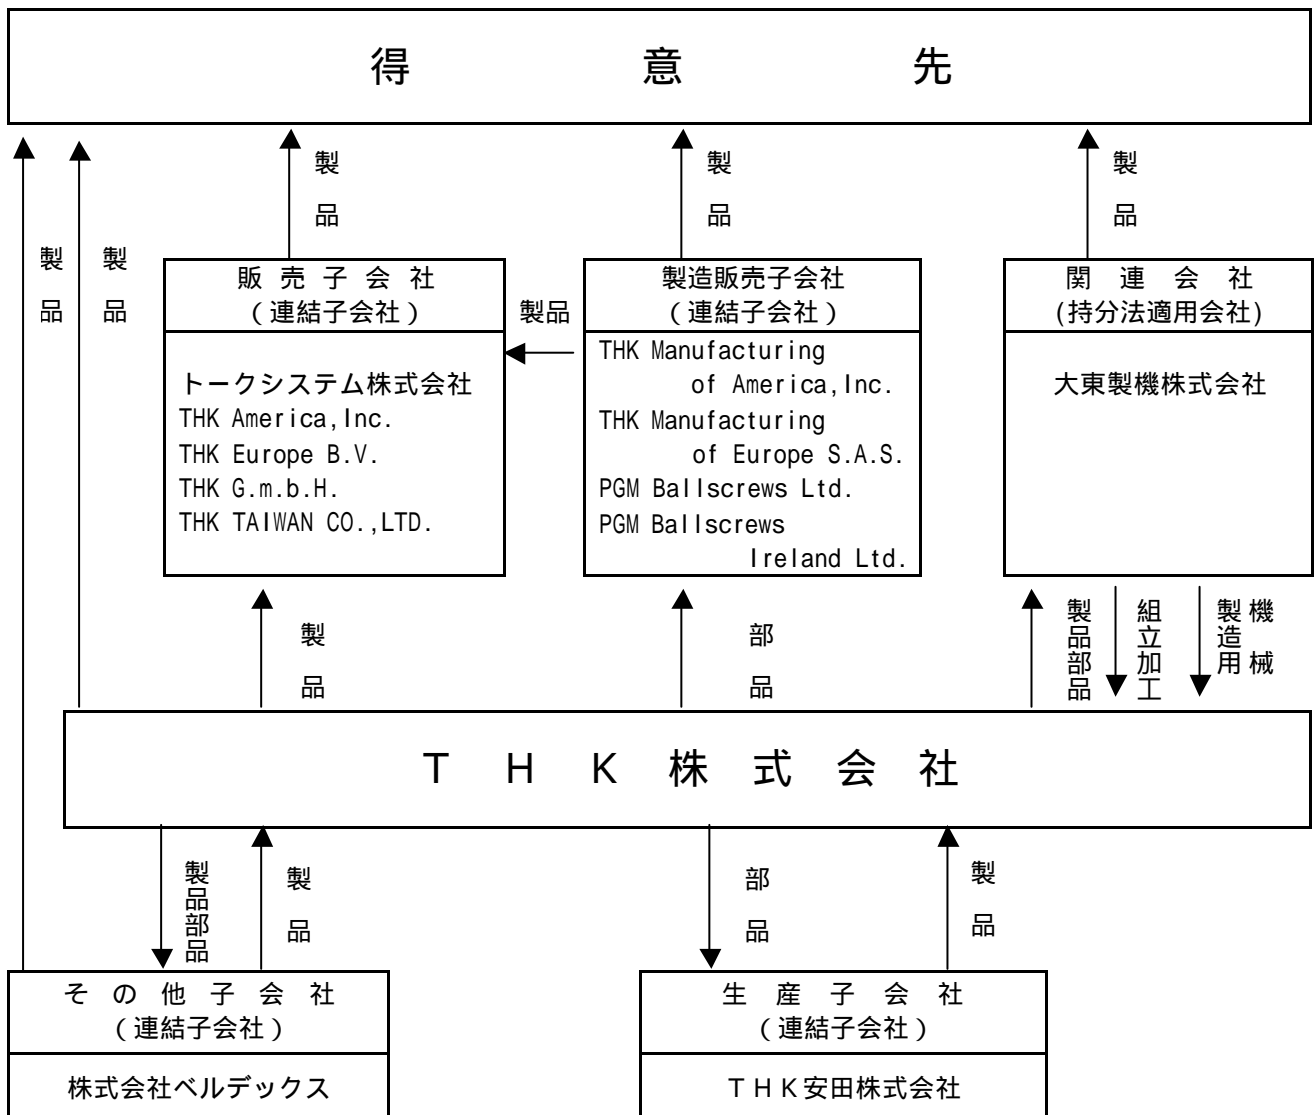 得意先
製品
製品
製品
製品
製品
販売子会社
(連結子会社)
トークシステム株式会社
THK America,Inc.
THK Europe B.V.
THK G.m.b.H.
THK TAIWAN CO.,LTD.
製品
製造販売子会社
(連結子会社)
THK Manufacturing
of America,Inc.
THK Manufacturing
of Europe S.A.S.
PGM Ballscrews Ltd.
PGM Ballscrews
Ireland Ltd.
関連会社
(持分法適用会社)
大東製機株式会社
製品
部品
製品部品
組立加工
製造用
機械
THK株式会社
製品部品
製品
部品
製品
その他子会社
(連結子会社)
株式会社ベルデックス
生産子会社
(連結子会社)
THK安田株式会社